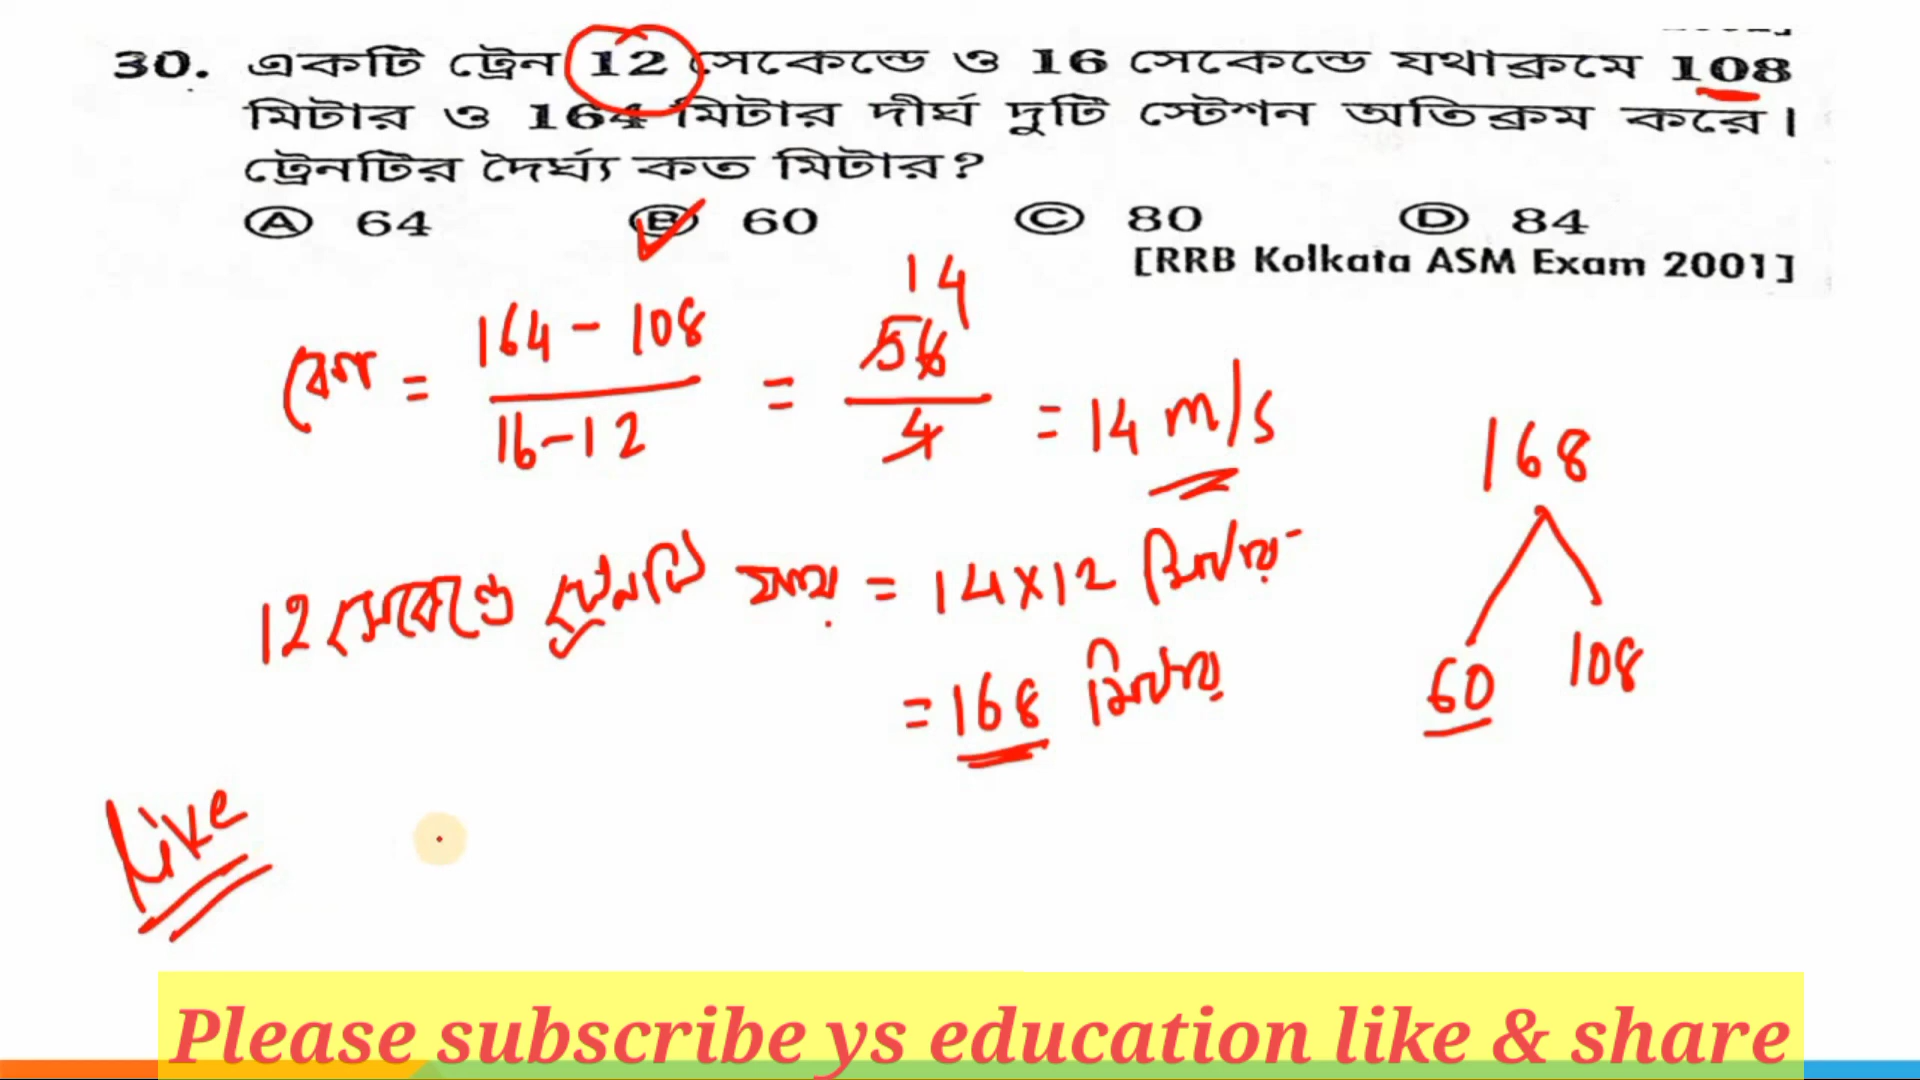 30. একটি ট্রেন 12 সেকেন্ডে ও 16 সেকেন্ডে যথাক্রমে 108
মিটার ও 164 মিটার দীর্ঘ দুটি স্টেশন অতিক্রম করে।
ট্রেনটির দৈর্ঘ্য কত মিটার?
Ⓐ 64 Ⓑ 60 Ⓒ 80 Ⓓ 84
[RRB Kolkata ASM Exam 2001]
বেগ = 164 - 108 / 16 - 12 = 56 / 4 14 = 14 m/s
12 সেকেন্ডে ট্রেনটি যায় = 14 x 12 মিটার
= 168 মিটার
168
60 108
Like
Please subscribe ys education like & share